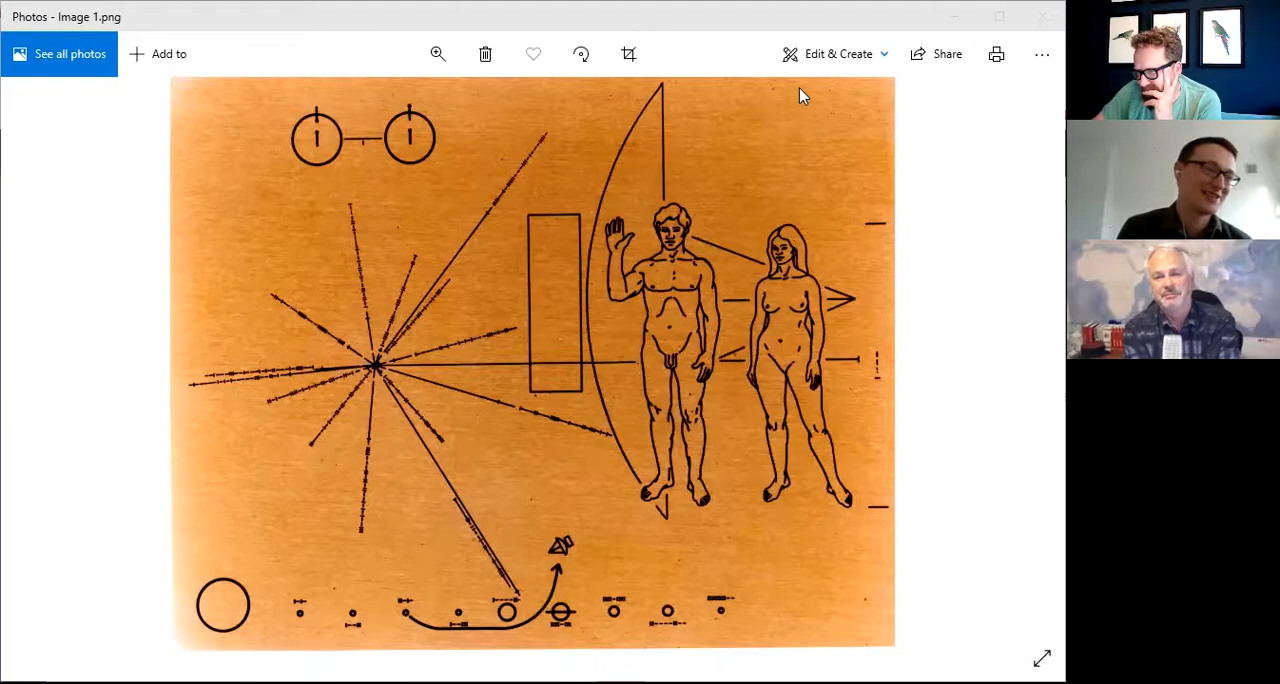 Photos - Image 1.png
See all photos
Add to
Edit & Create
Share